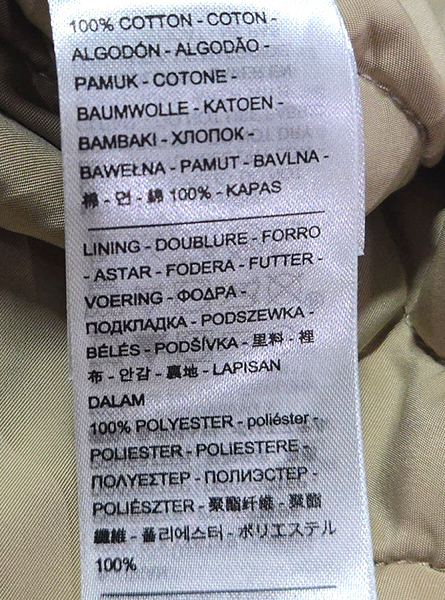 100% COTTON - COTON -
ALGODÓN - ALGODÃO -
PAMUK - COTONE -
BAUMWOLLE - KATOEN -
BAMBAKI - ХЛОПОК -
BAWEŁNA - PAMUT - BAVLNA -
棉 - 면 - 綿 100% - KAPAS
LINING - DOUBLURE - FORRO
- ASTAR - FODERA - FUTTER -
VOERING - ΦΟΔΡΑ -
ПОДКЛАДКА - PODSZEWKA -
BÉLÉS - PODŠÍVKA - 里料 - 裡
布 - 안감 - 裏地 - LAPISAN
DALAM
100% POLYESTER - poliéster -
POLIESTER - POLIESTERE -
ΠΟΛΥΕΣΤΕΡ - ПОЛИЭСТЕР -
POLIÉSZTER - 聚酯纤维 - 聚酯
纖維 - 폴리에스터 - ポリエステル
100%